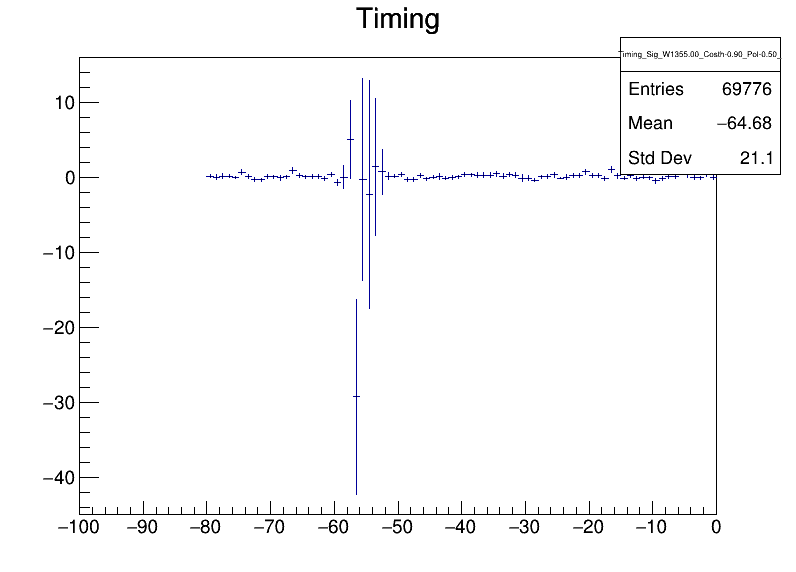 Timing
Timing_Sig_W1355.00_Costh-0.90_Pol-0.50_
Entries 69776
Mean −64.68
Std Dev 21.1
10
0
−10
−20
−30
−40
−100 −90 −80 −70 −60 −50 −40 −30 −20 −10 0